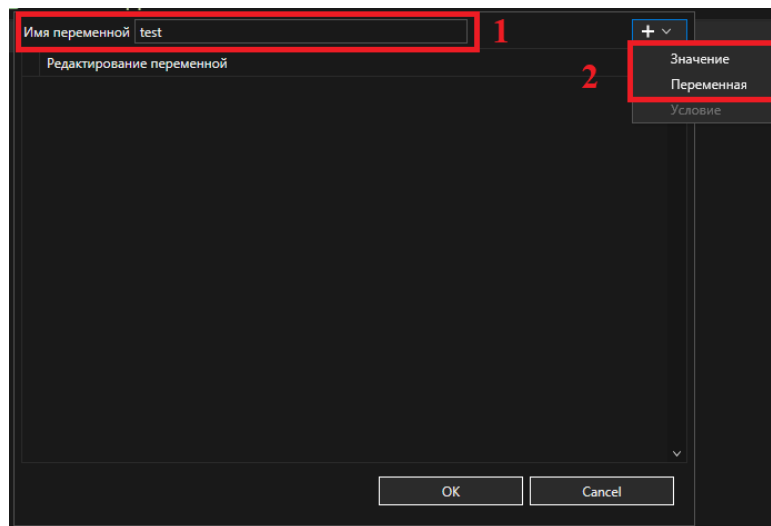 Имя переменной test 1
Редактирование переменной
2
Значение
Переменная
Условие
OK Cancel